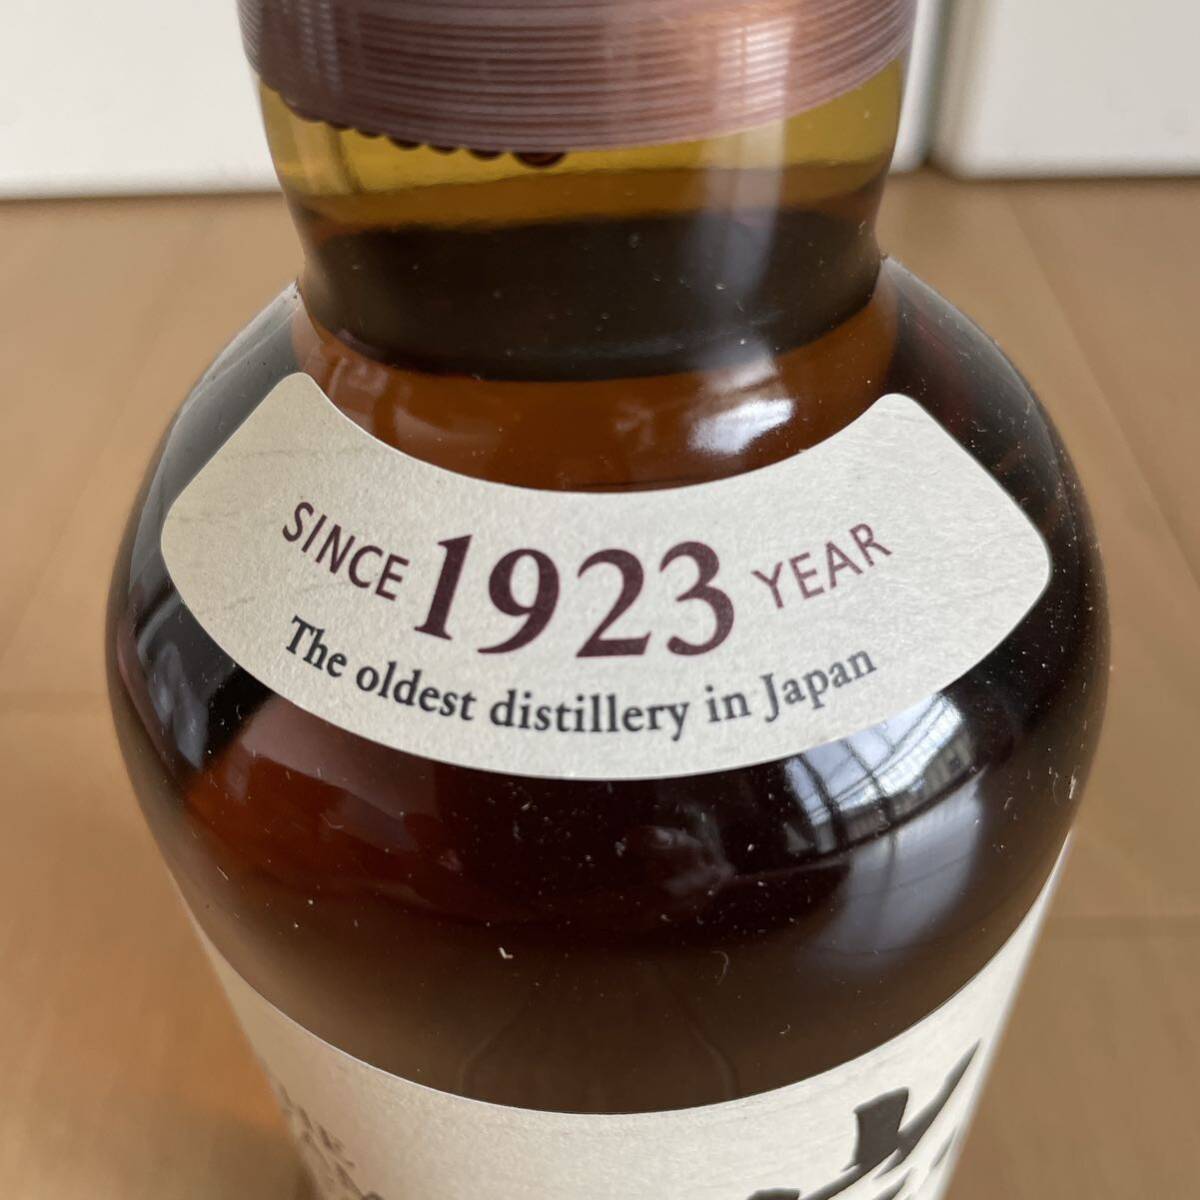 SINCE 1923 YEAR
The oldest distillery in Japan